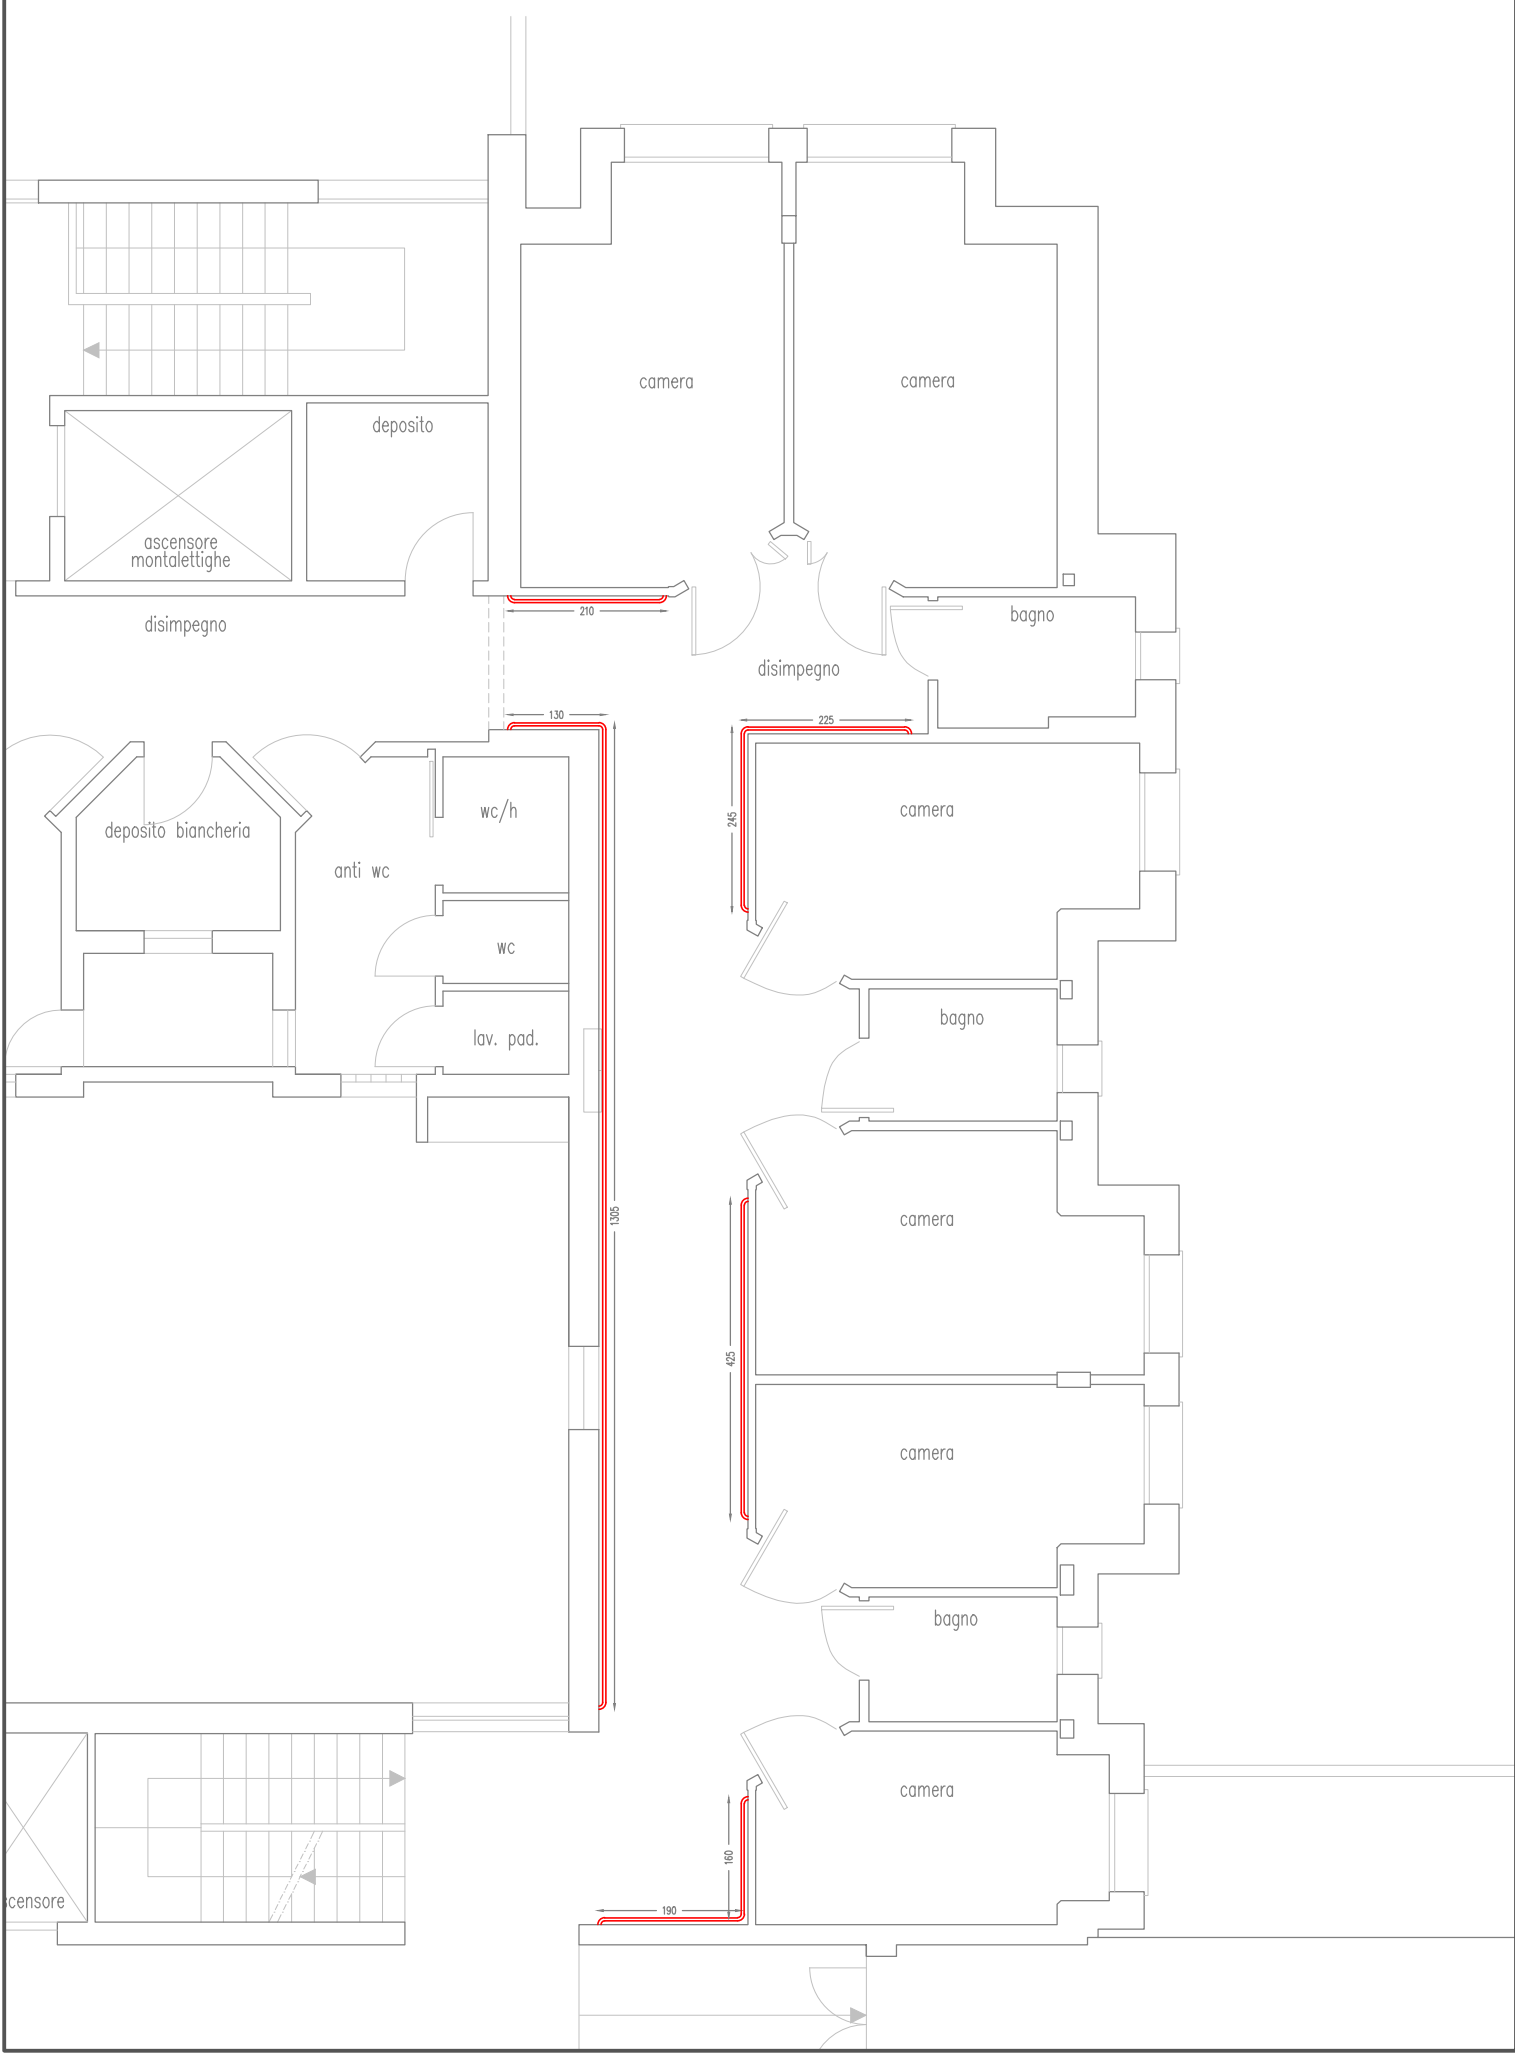 camera
camera
deposito
ascensore
montalettighe
210
bagno
disimpegno
disimpegno
130
225
wc/h
camera
245
deposito biancheria
anti wc
wc
bagno
lav. pad.
1305
camera
425
camera
bagno
camera
160
scensore
190